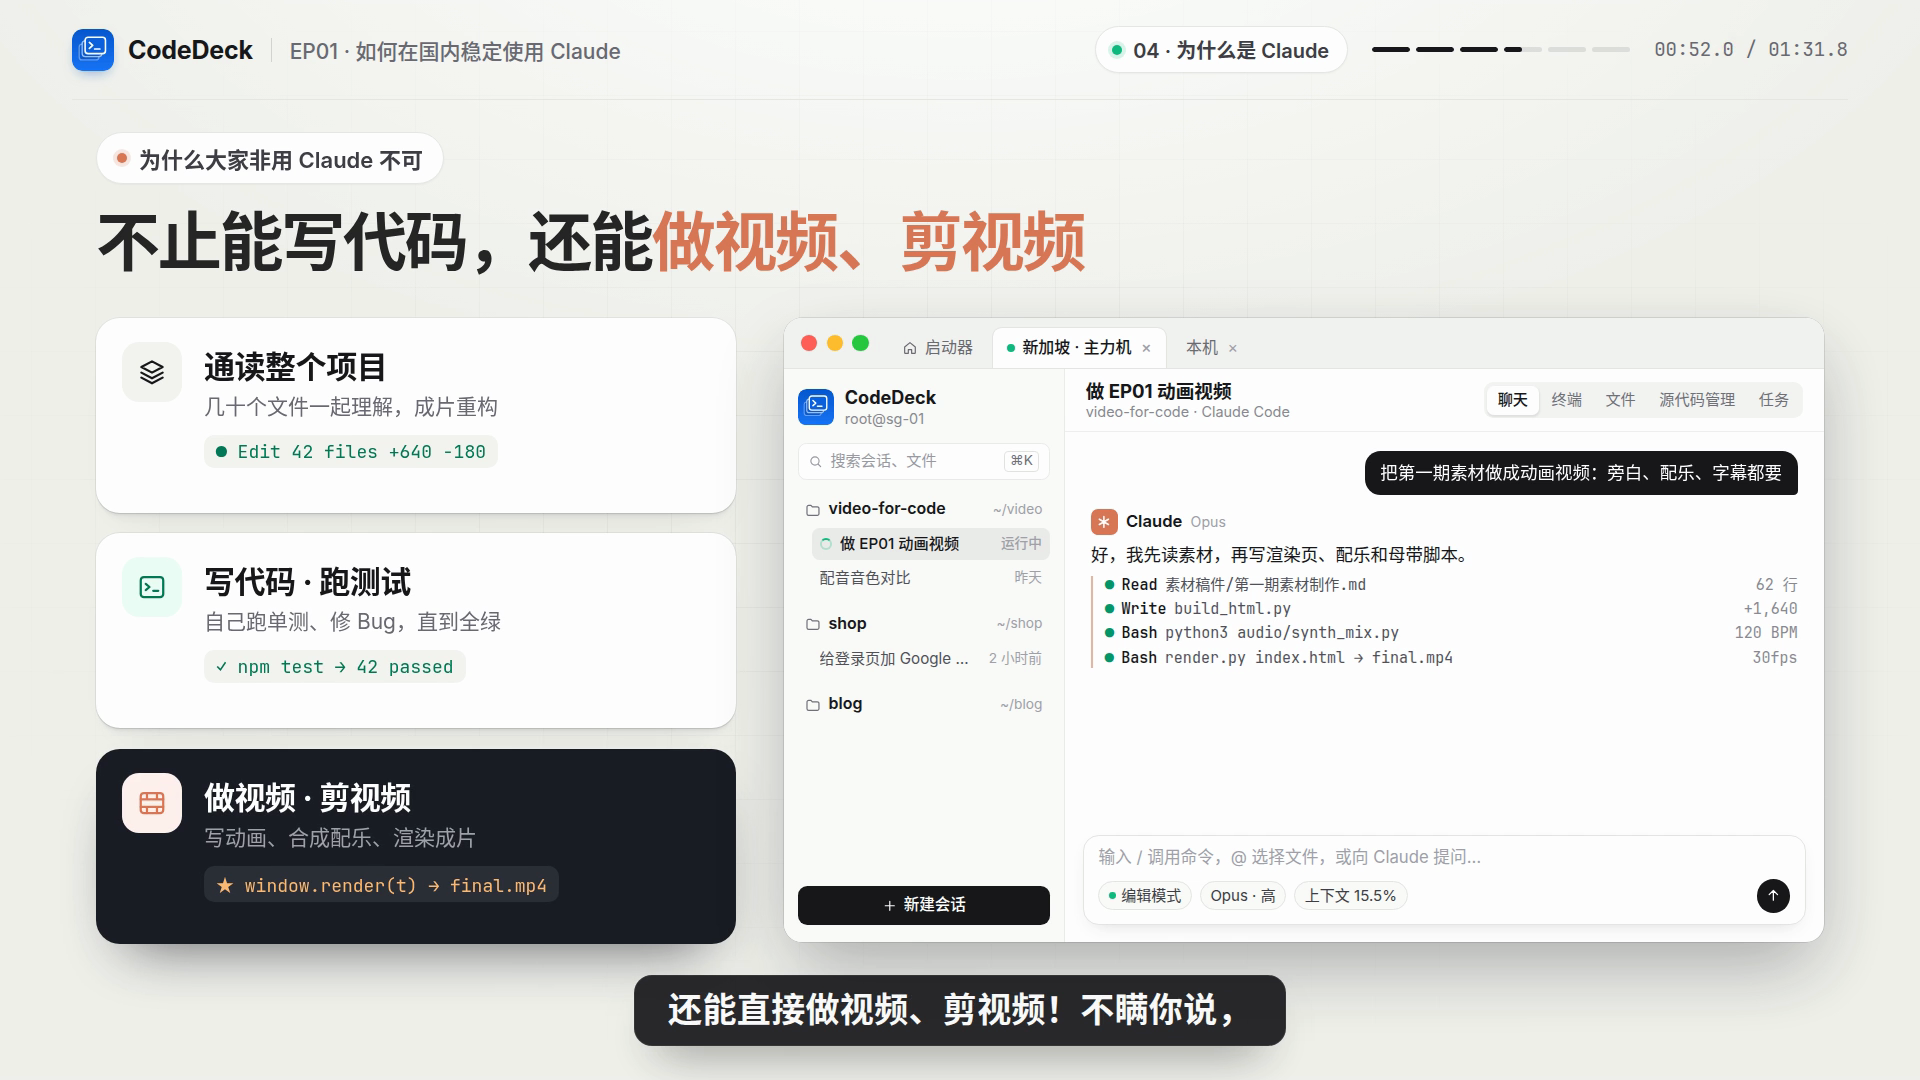 CodeDeck
EP01 · 如何在国内稳定使用 Claude
04 · 为什么是 Claude
00:52.0 / 01:31.8
为什么大家非用 Claude 不可
不止能写代码，还能做视频、剪视频
通读整个项目
几十个文件一起理解，成片重构
Edit 42 files +640 -180
写代码 · 跑测试
自己跑单测、修 Bug，直到全绿
✓ npm test → 42 passed
做视频 · 剪视频
写动画、合成配乐、渲染成片
★ window.render(t) → final.mp4
启动器
新加坡 · 主力机 ×
本机 ×
CodeDeck
root@sg-01
搜索会话、文件 ⌘K
video-for-code ~/video
做 EP01 动画视频 运行中
配音音色对比 昨天
shop ~/shop
给登录页加 Google ... 2 小时前
blog ~/blog
+ 新建会话
做 EP01 动画视频
video-for-code · Claude Code
聊天 终端 文件 源代码管理 任务
把第一期素材做成动画视频：旁白、配乐、字幕都要
Claude Opus
好，我先读素材，再写渲染页、配乐和母带脚本。
Read 素材稿件/第一期素材制作.md 62 行
Write build_html.py +1,640
Bash python3 audio/synth_mix.py 120 BPM
Bash render.py index.html → final.mp4 30fps
输入 / 调用命令，@ 选择文件，或向 Claude 提问...
编辑模式 Opus · 高 上下文 15.5%
还能直接做视频、剪视频！不瞒你说，